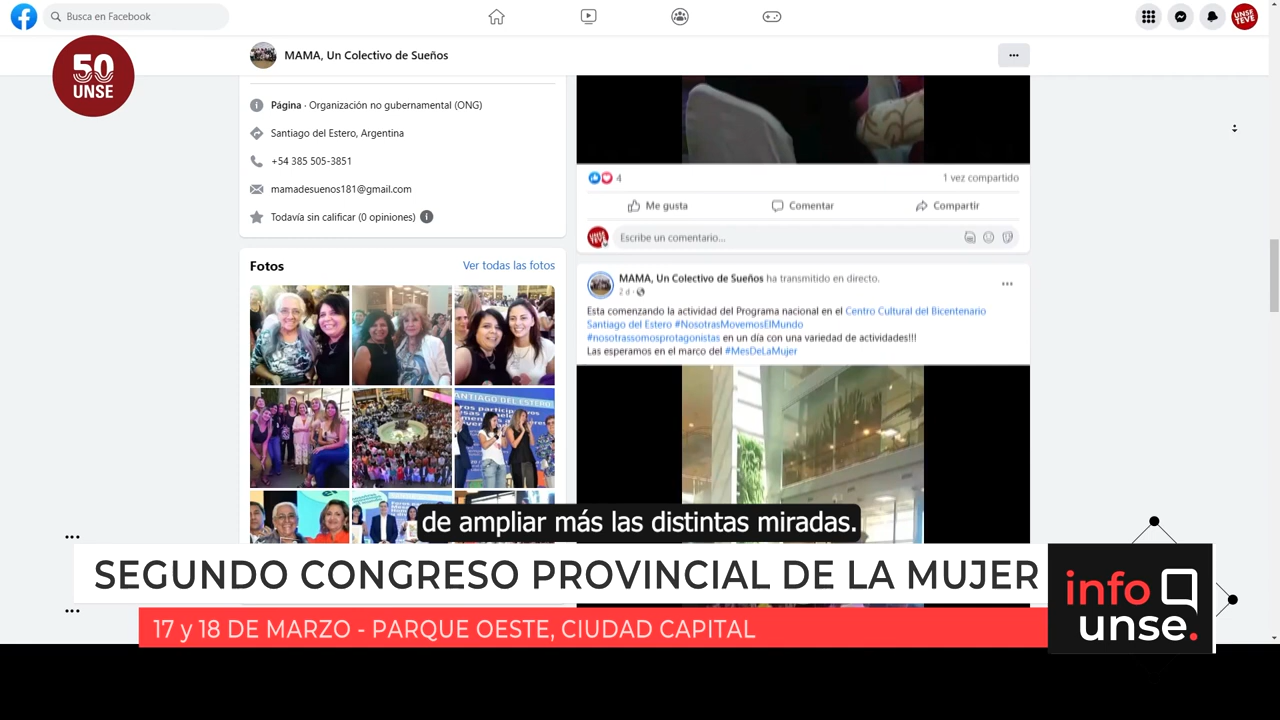 Busca en Facebook
UNSE
TEVE
MAMA, Un Colectivo de Sueños
50
UNSE
Página · Organización no gubernamental (ONG)
Santiago del Estero, Argentina
+54 385 505-3851
mamadesuenos181@gmail.com
Todavía sin calificar (0 opiniones)
Fotos
Ver todas las fotos
SANTIAGO DEL ESTERO
4
1 vez compartido
Me gusta
Comentar
Compartir
Escribe un comentario...
MAMA, Un Colectivo de Sueños ha transmitido en directo.
2 d ·
Esta comenzando la actividad del Programa nacional en el Centro Cultural del Bicentenario
Santiago del Estero #NosotrasMovemosElMundo
#nosotrassomosprotagonistas en un día con una variedad de actividades!!!
Las esperamos en el marco del #MesDeLaMujer
de ampliar más las distintas miradas.
SEGUNDO CONGRESO PROVINCIAL DE LA MUJER
17 y 18 DE MARZO - PARQUE OESTE, CIUDAD CAPITAL
info
unse.